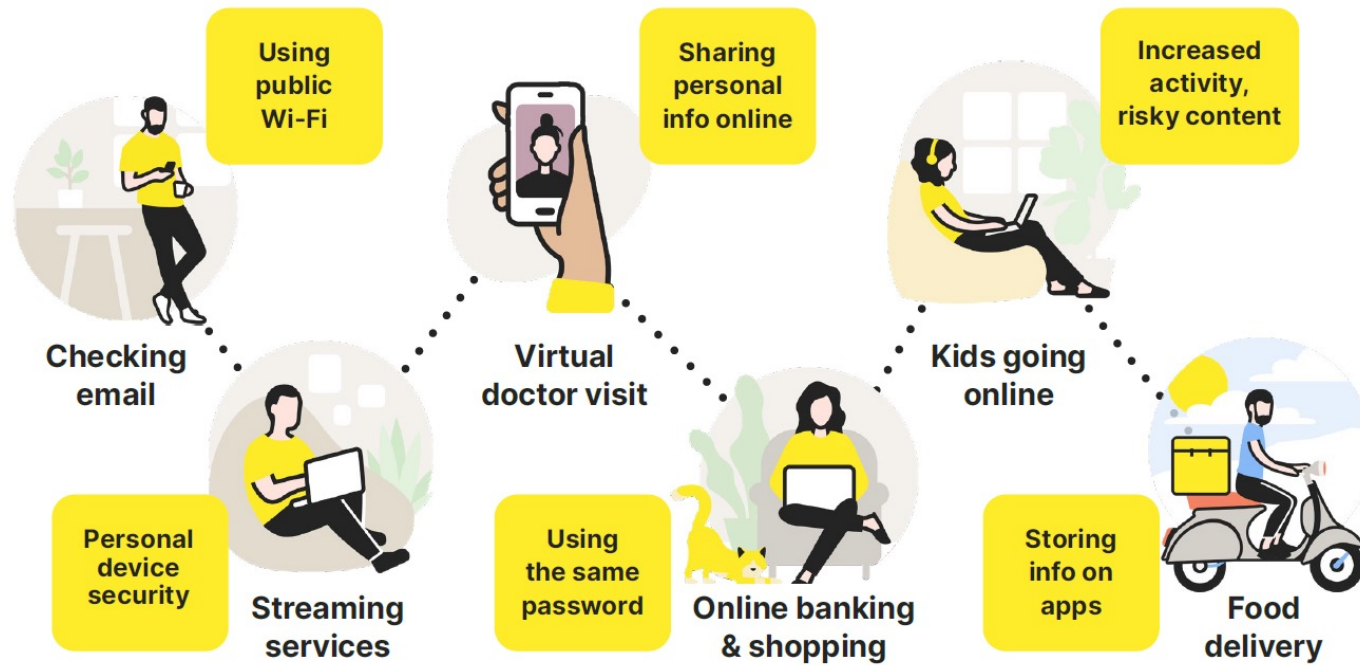 Using
public
Wi-Fi
Checking
email
Personal
device
security
Streaming
services
Sharing
personal
info online
Virtual
doctor visit
Using
the same
password
Online banking
& shopping
Increased
activity,
risky content
Kids going
online
Storing
info on
apps
Food
delivery